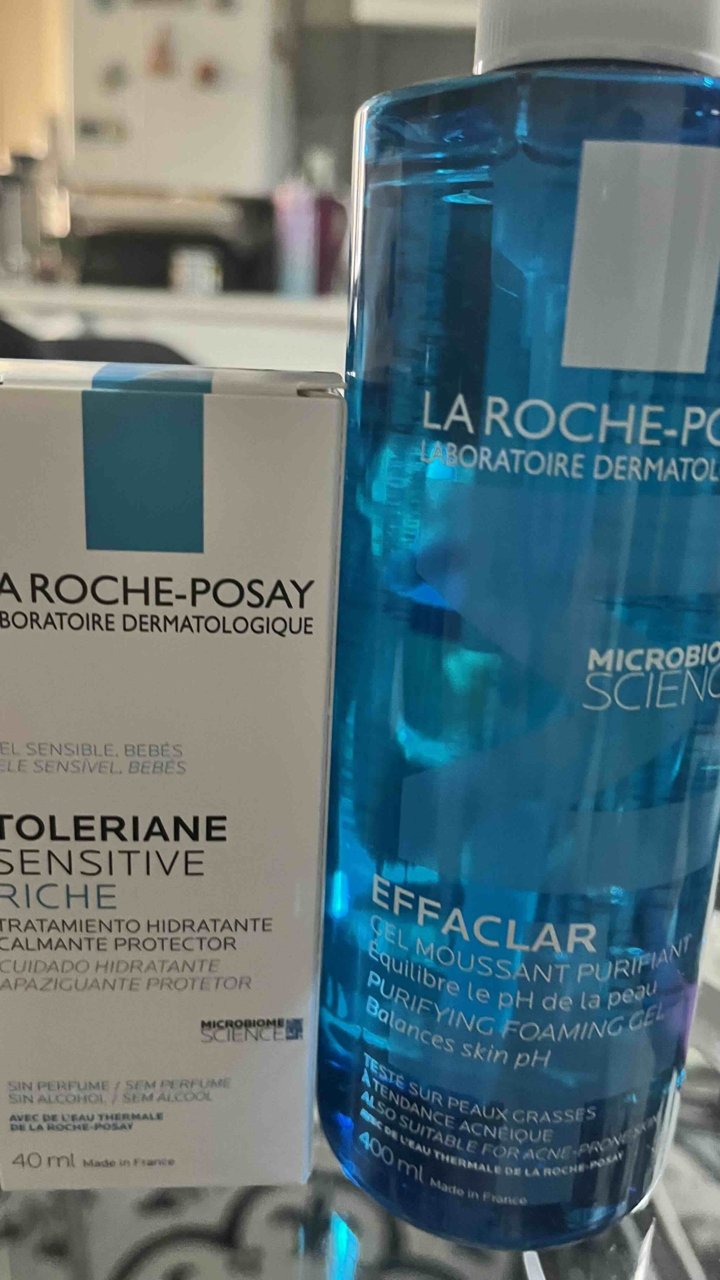 A ROCHE-POSAY
BORATOIRE DERMATOLOGIQUE
EL SENSIBLE, BEBÉS
ELE SENSÍVEL, BEBÉS
TOLERIANE
SENSITIVE
RICHE
TRATAMIENTO HIDRATANTE
CALMANTE PROTECTOR
CUIDADO HIDRATANTE
APAZIGUANTE PROTETOR
MICROBIOME
SCIENCE
SIN PERFUME / SEM PERFUME
SIN ALCOHOL / SEM ÁLCOOL
AVEC DE L'EAU THERMALE
DE LA ROCHE-POSAY
40 ml Made in France
LA ROCHE-PO
LABORATOIRE DERMATOL
MICROBIO
SCIENC
EFFACLAR
GEL MOUSSANT PURIFIANT
Équilibre le pH de la peau
PURIFYING FOAMING GEL
Balances skin pH
TESTÉ SUR PEAUX GRASSES
À TENDANCE ACNÉIQUE
ALSO SUITABLE FOR ACNE-PRONE SKIN
AVEC DE L'EAU THERMALE DE LA ROCHE-POSAY
400 ml Made in France